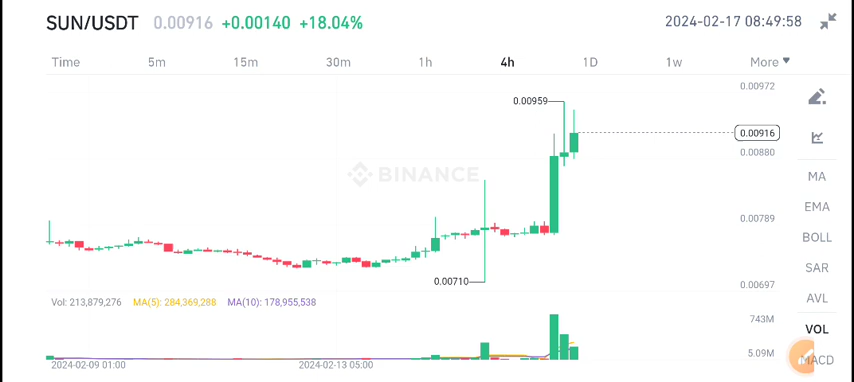 SUN/USDT 0.00916 +0.00140 +18.04% 2024-02-17 08:49:58
Time 5m 15m 30m 1h 4h 1D 1w More
0.00972
0.00959
0.00916
BINANCE
0.00880
0.00789
0.00710
0.00697
Vol: 213,879,276 MA(5): 284,369,288 MA(10): 178,955,538
743M
5.09M
2024-02-09 01:00 2024-02-13 05:00
MA
EMA
BOLL
SAR
AVL
VOL
MACD